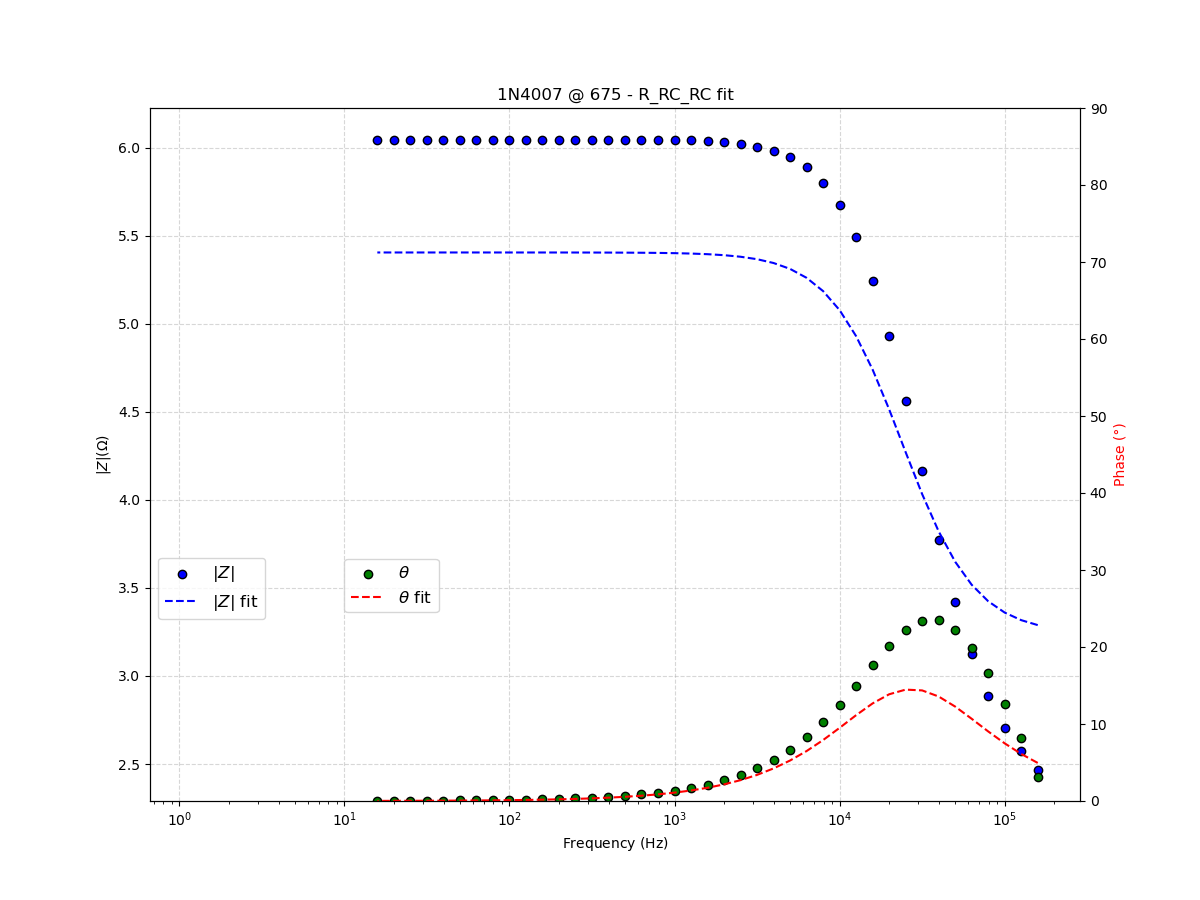 1N4007 @ 675 - R_RC_RC fit
|Z|(Ω)
6.0
5.5
5.0
4.5
4.0
3.5
3.0
2.5
90
80
70
60
50
40
30
20
10
0
Phase (°)
|Z|
|Z| fit
θ
θ fit
10⁰ 10¹ 10² 10³ 10⁴ 10⁵
Frequency (Hz)